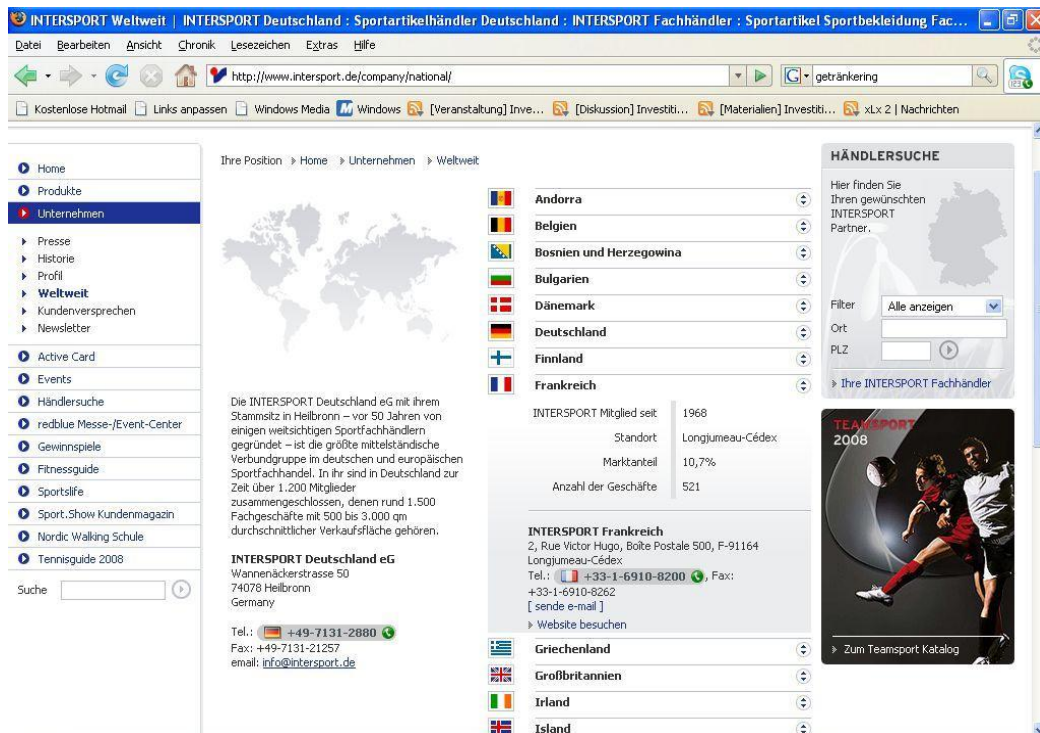 INTERSPORT Weltweit | INTERSPORT Deutschland : Sportartikelhändler Deutschland : INTERSPORT Fachhändler : Sportartikel Sportbekleidung Fac...
Datei Bearbeiten Ansicht Chronik Lesezeichen Extras Hilfe
http://www.intersport.de/company/national/
G getränkering
Kostenlose Hotmail Links anpassen Windows Media Windows [Veranstaltung] Inve... [Diskussion] Investiti... [Materialien] Investiti... xLx 2 | Nachrichten
Home
Produkte
Unternehmen
Presse
Historie
Profil
Weltweit
Kundenversprechen
Newsletter
Active Card
Events
Händlersuche
redblue Messe-/Event-Center
Gewinnspiele
Fitnessguide
Sportslife
Sport.Show Kundenmagazin
Nordic Walking Schule
Tennisguide 2008
Suche
Ihre Position Home Unternehmen Weltweit
Die INTERSPORT Deutschland eG mit ihrem
Stammsitz in Heilbronn – vor 50 Jahren von
einigen weitsichtigen Sportfachhändlern
gegründet – ist die größte mittelständische
Verbundgruppe im deutschen und europäischen
Sportfachhandel. In ihr sind in Deutschland zur
Zeit über 1.200 Mitglieder
zusammengeschlossen, denen rund 1.500
Fachgeschäfte mit 500 bis 3.000 qm
durchschnittlicher Verkaufsfläche gehören.
INTERSPORT Deutschland eG
Wannenäckerstrasse 50
74078 Heilbronn
Germany
Tel.: +49-7131-2880
Fax: +49-7131-21257
email: info@intersport.de
Andorra
Belgien
Bosnien und Herzegowina
Bulgarien
Dänemark
Deutschland
Finnland
Frankreich
INTERSPORT Mitglied seit 1968
Standort Longjumeau-Cédex
Marktanteil 10,7%
Anzahl der Geschäfte 521
INTERSPORT Frankreich
2, Rue Victor Hugo, Boîte Postale 500, F-91164
Longjumeau-Cédex
Tel.: +33-1-6910-8200 , Fax:
+33-1-6910-8262
[ sende e-mail ]
Website besuchen
Griechenland
Großbritannien
Irland
Island
HÄNDLERSUCHE
Hier finden Sie
Ihren gewünschten
INTERSPORT
Partner.
Filter Alle anzeigen
Ort
PLZ
Ihre INTERSPORT Fachhändler
TEAMSPORT
2008
Zum Teamsport Katalog